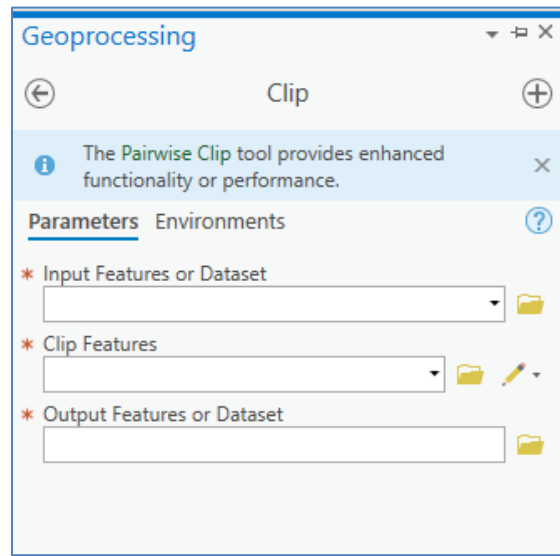 Geoprocessing
Clip
The Pairwise Clip tool provides enhanced
functionality or performance.
Parameters Environments
* Input Features or Dataset
* Clip Features
* Output Features or Dataset